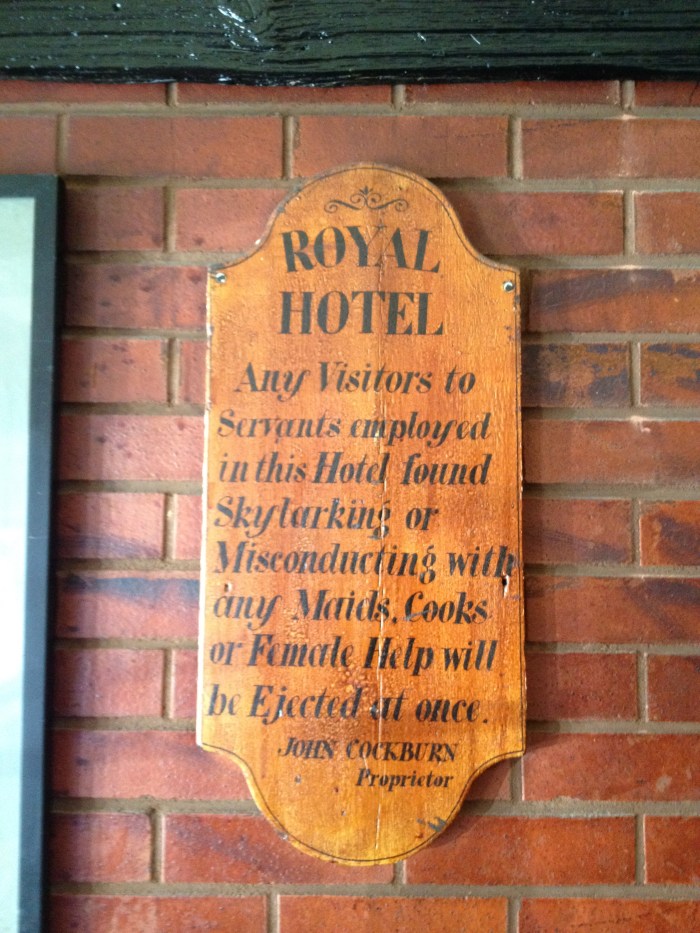 ROYAL
HOTEL
Any Visitors to
Servants employed
in this Hotel found
Skylarking or
Misconducting with
any Maids, Cooks
or Female Help will
be Ejected at once.
JOHN COCKBURN
Proprietor